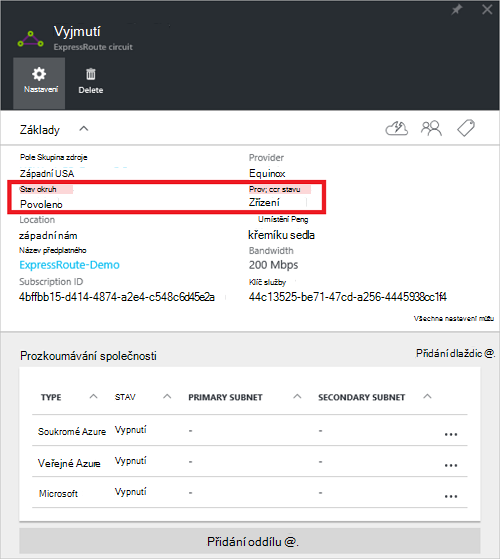 Vyjmutí
ExpressRoute circuit
Nastavení
Delete
Základy
Pole Skupina zdroje
Provider
Západní USA
Equinox
Stav okruh
Prov; ccr stavu
Povoleno
Zřízení
Location
Umístění Peng
západní nám
křemíku sedla
Název předplatného
Bandwidth
ExpressRoute-Demo
200 Mbps
Subscription ID
Klíč služby
4bffbb15-d414-4874-a2e4-c548c6d45e2a
44c13525-be71-47cd-a256-4445938cc1f4
Všechna nastavení
Prozkoumávání společnosti
Přidání dlaždic @.
TYPE
STAV
PRIMARY SUBNET
SECONDARY SUBNET
Soukromé Azure
Vypnutí
-
-
...
Veřejné Azure
Vypnutí
-
-
...
Microsoft
Vypnutí
-
-
...
Přidání oddílu @.